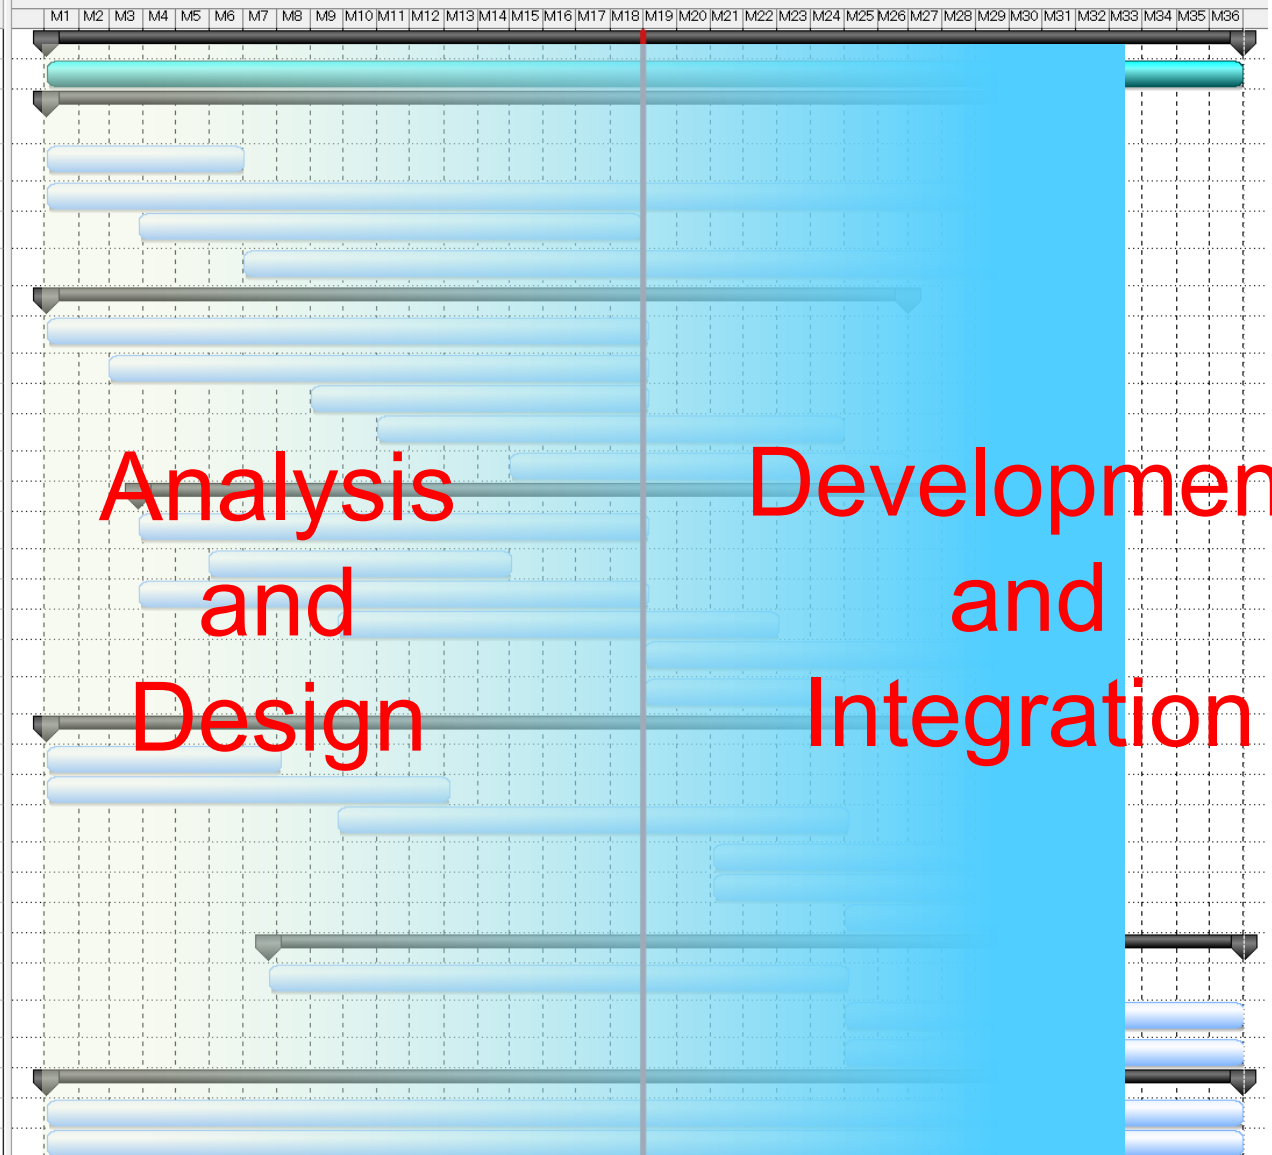 M1 M2 M3 M4 M5 M6 M7 M8 M9 M10 M11 M12 M13 M14 M15 M16 M17 M18 M19 M20 M21 M22 M23 M24 M25 M26 M27 M28 M29 M30 M31 M32 M33 M34 M35 M36
Analysis
and
Design
Developmen
and
Integration